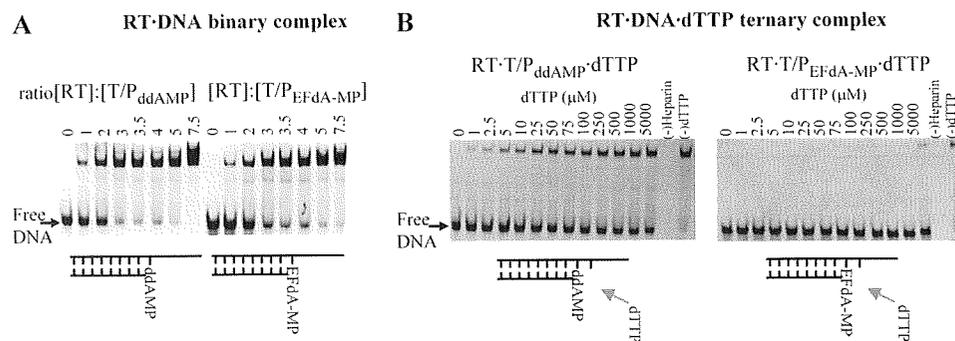 A RT·DNA binary complex
ratio[RT]:[T/PddAMP] [RT]:[T/PEFdA-MP]
0 1 2 3 3.5 4 5 7.5 0 1 2 3 3.5 4 5 7.5
Free
DNA
ddAMP
EFdA-MP
B RT·DNA·dTTP ternary complex
RT·T/PddAMP·dTTP RT·T/PEFdA-MP·dTTP
dTTP (µM) dTTP (µM)
0 1 2.5 5 10 25 50 75 100 250 500 1000 5000 (-)Heparin (-)dTTP
0 1 2.5 5 10 25 50 75 100 250 500 1000 5000 (-)Heparin (-)dTTP
Free
DNA
ddAMP
dTTP
EFdA-MP
dTTP